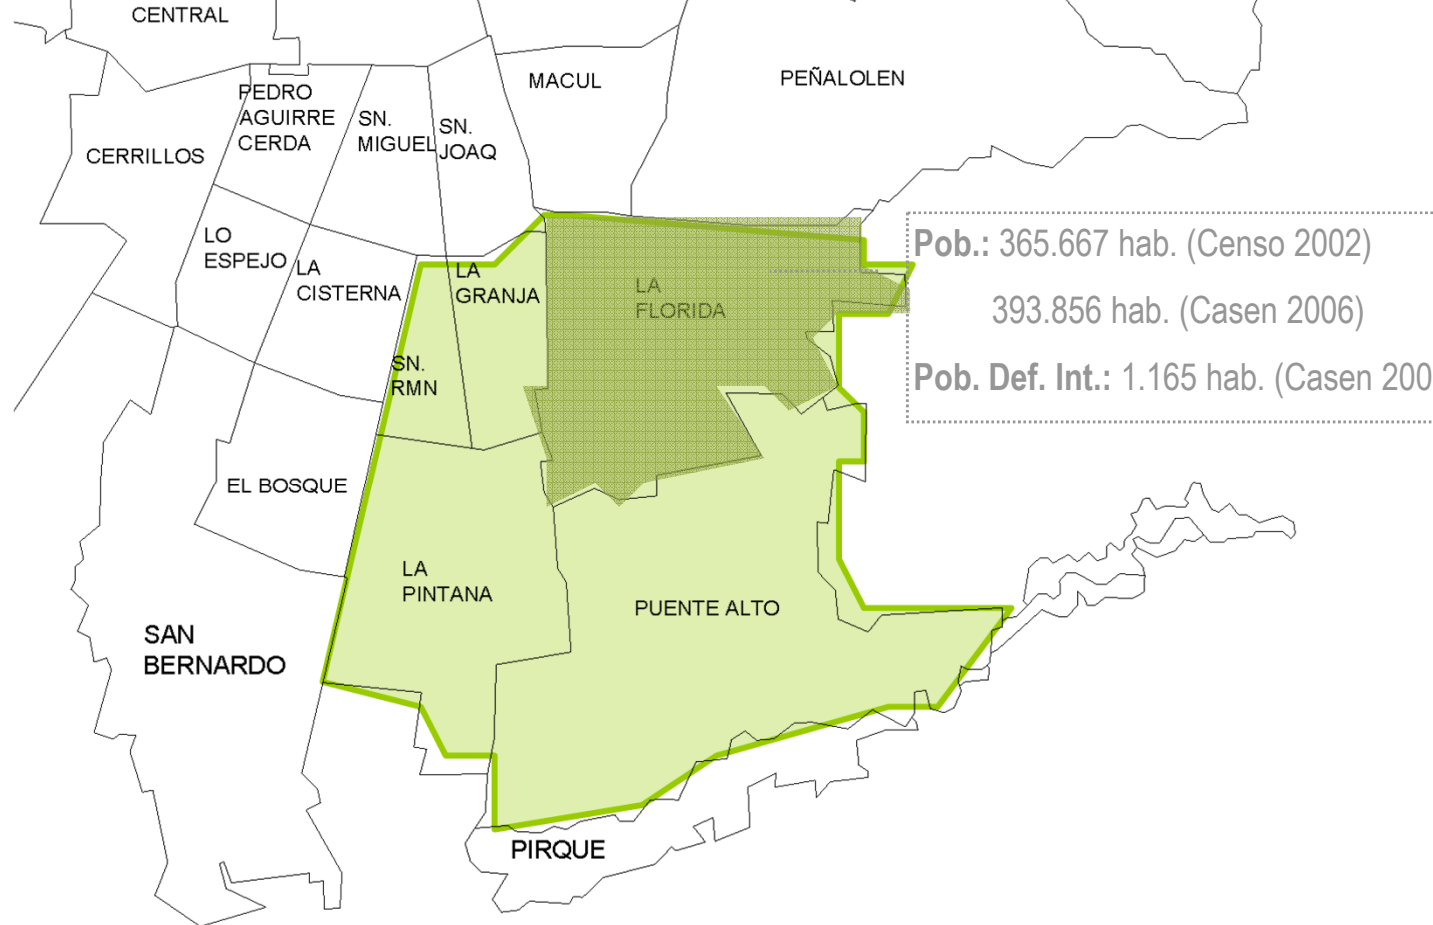 CENTRAL
MACUL
PEÑALOLEN
PEDRO
AGUIRRE
CERDA
SN.
MIGUEL
SN.
JOAQ
CERRILLOS
LO
ESPEJO
LA
CISTERNA
LA
GRANJA
LA
FLORIDA
Pob.: 365.667 hab. (Censo 2002)
393.856 hab. (Casen 2006)
Pob. Def. Int.: 1.165 hab. (Casen 200
SN.
RMN
EL BOSQUE
LA
PINTANA
PUENTE ALTO
SAN
BERNARDO
PIRQUE